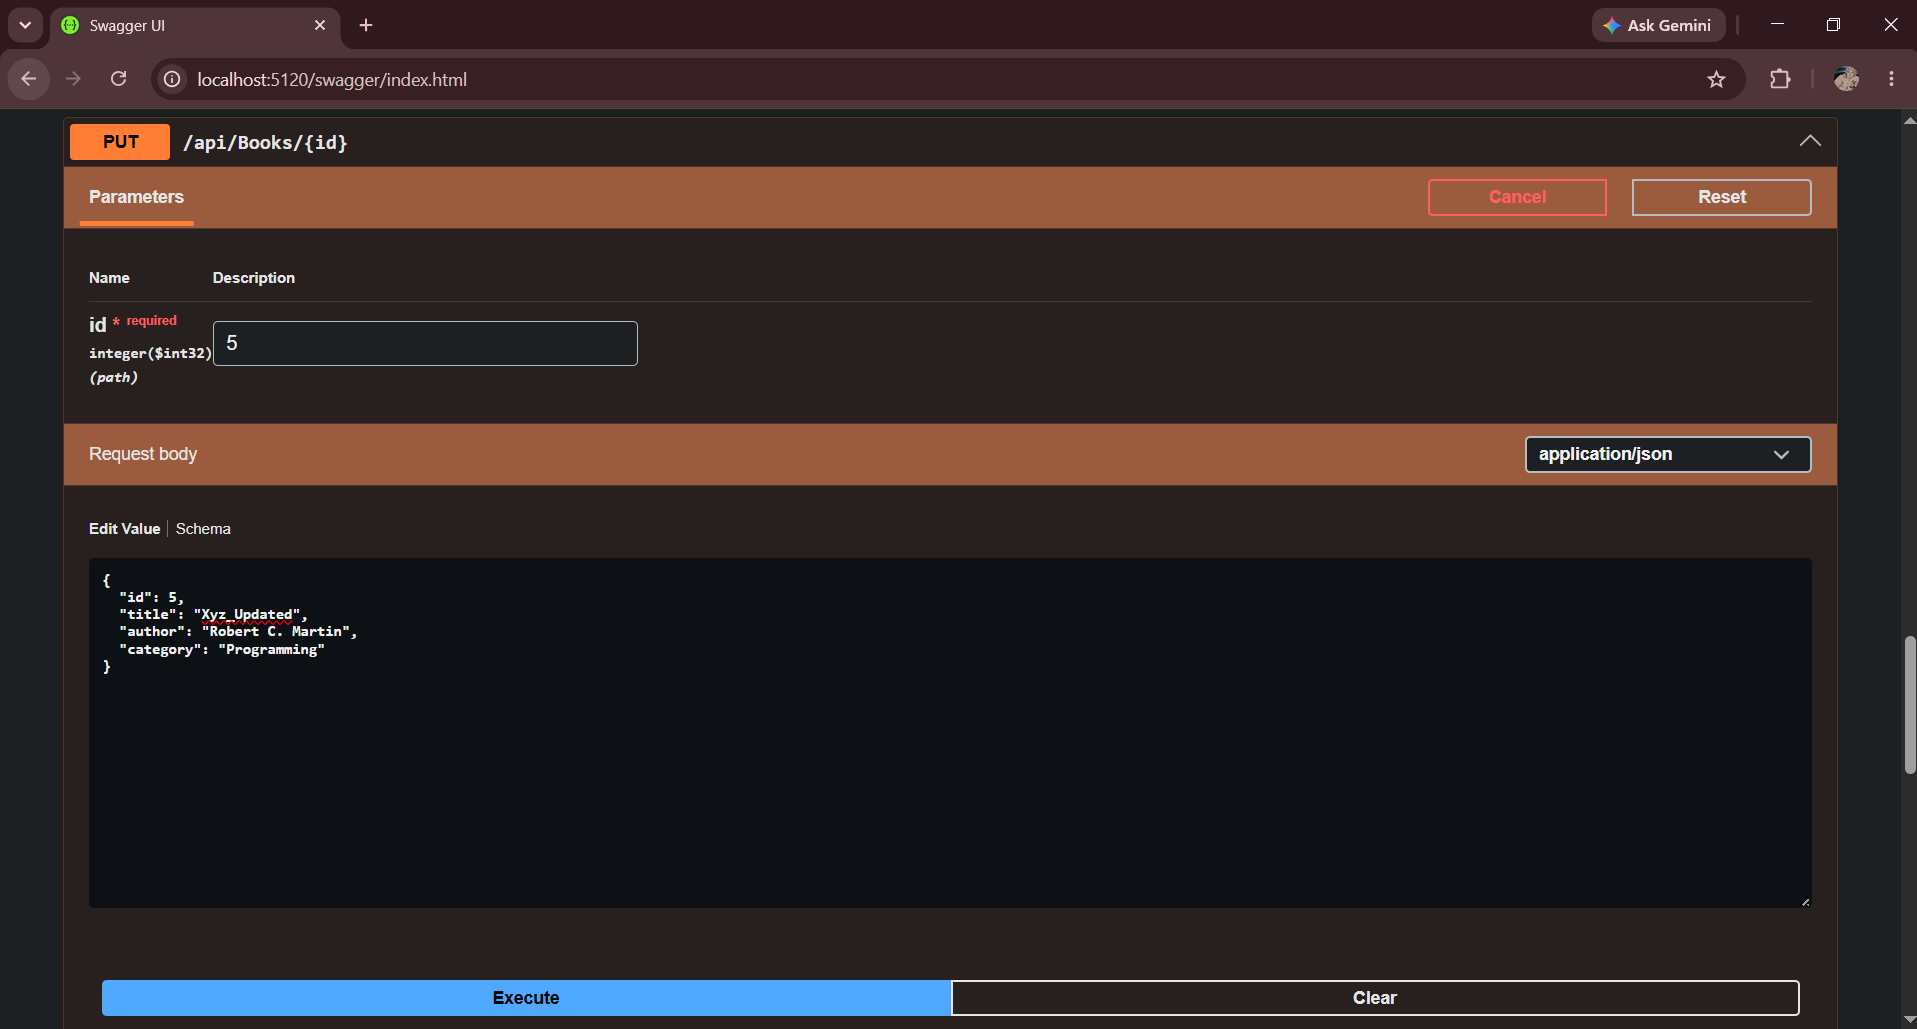 Swagger UI
Ask Gemini
localhost:5120/swagger/index.html
PUT /api/Books/{id}
Parameters
Cancel
Reset
Name Description
id * required
5
integer($int32)
(path)
Request body
application/json
Edit Value | Schema
{
  "id": 5,
  "title": "Xyz_Updated",
  "author": "Robert C. Martin",
  "category": "Programming"
}
Execute
Clear